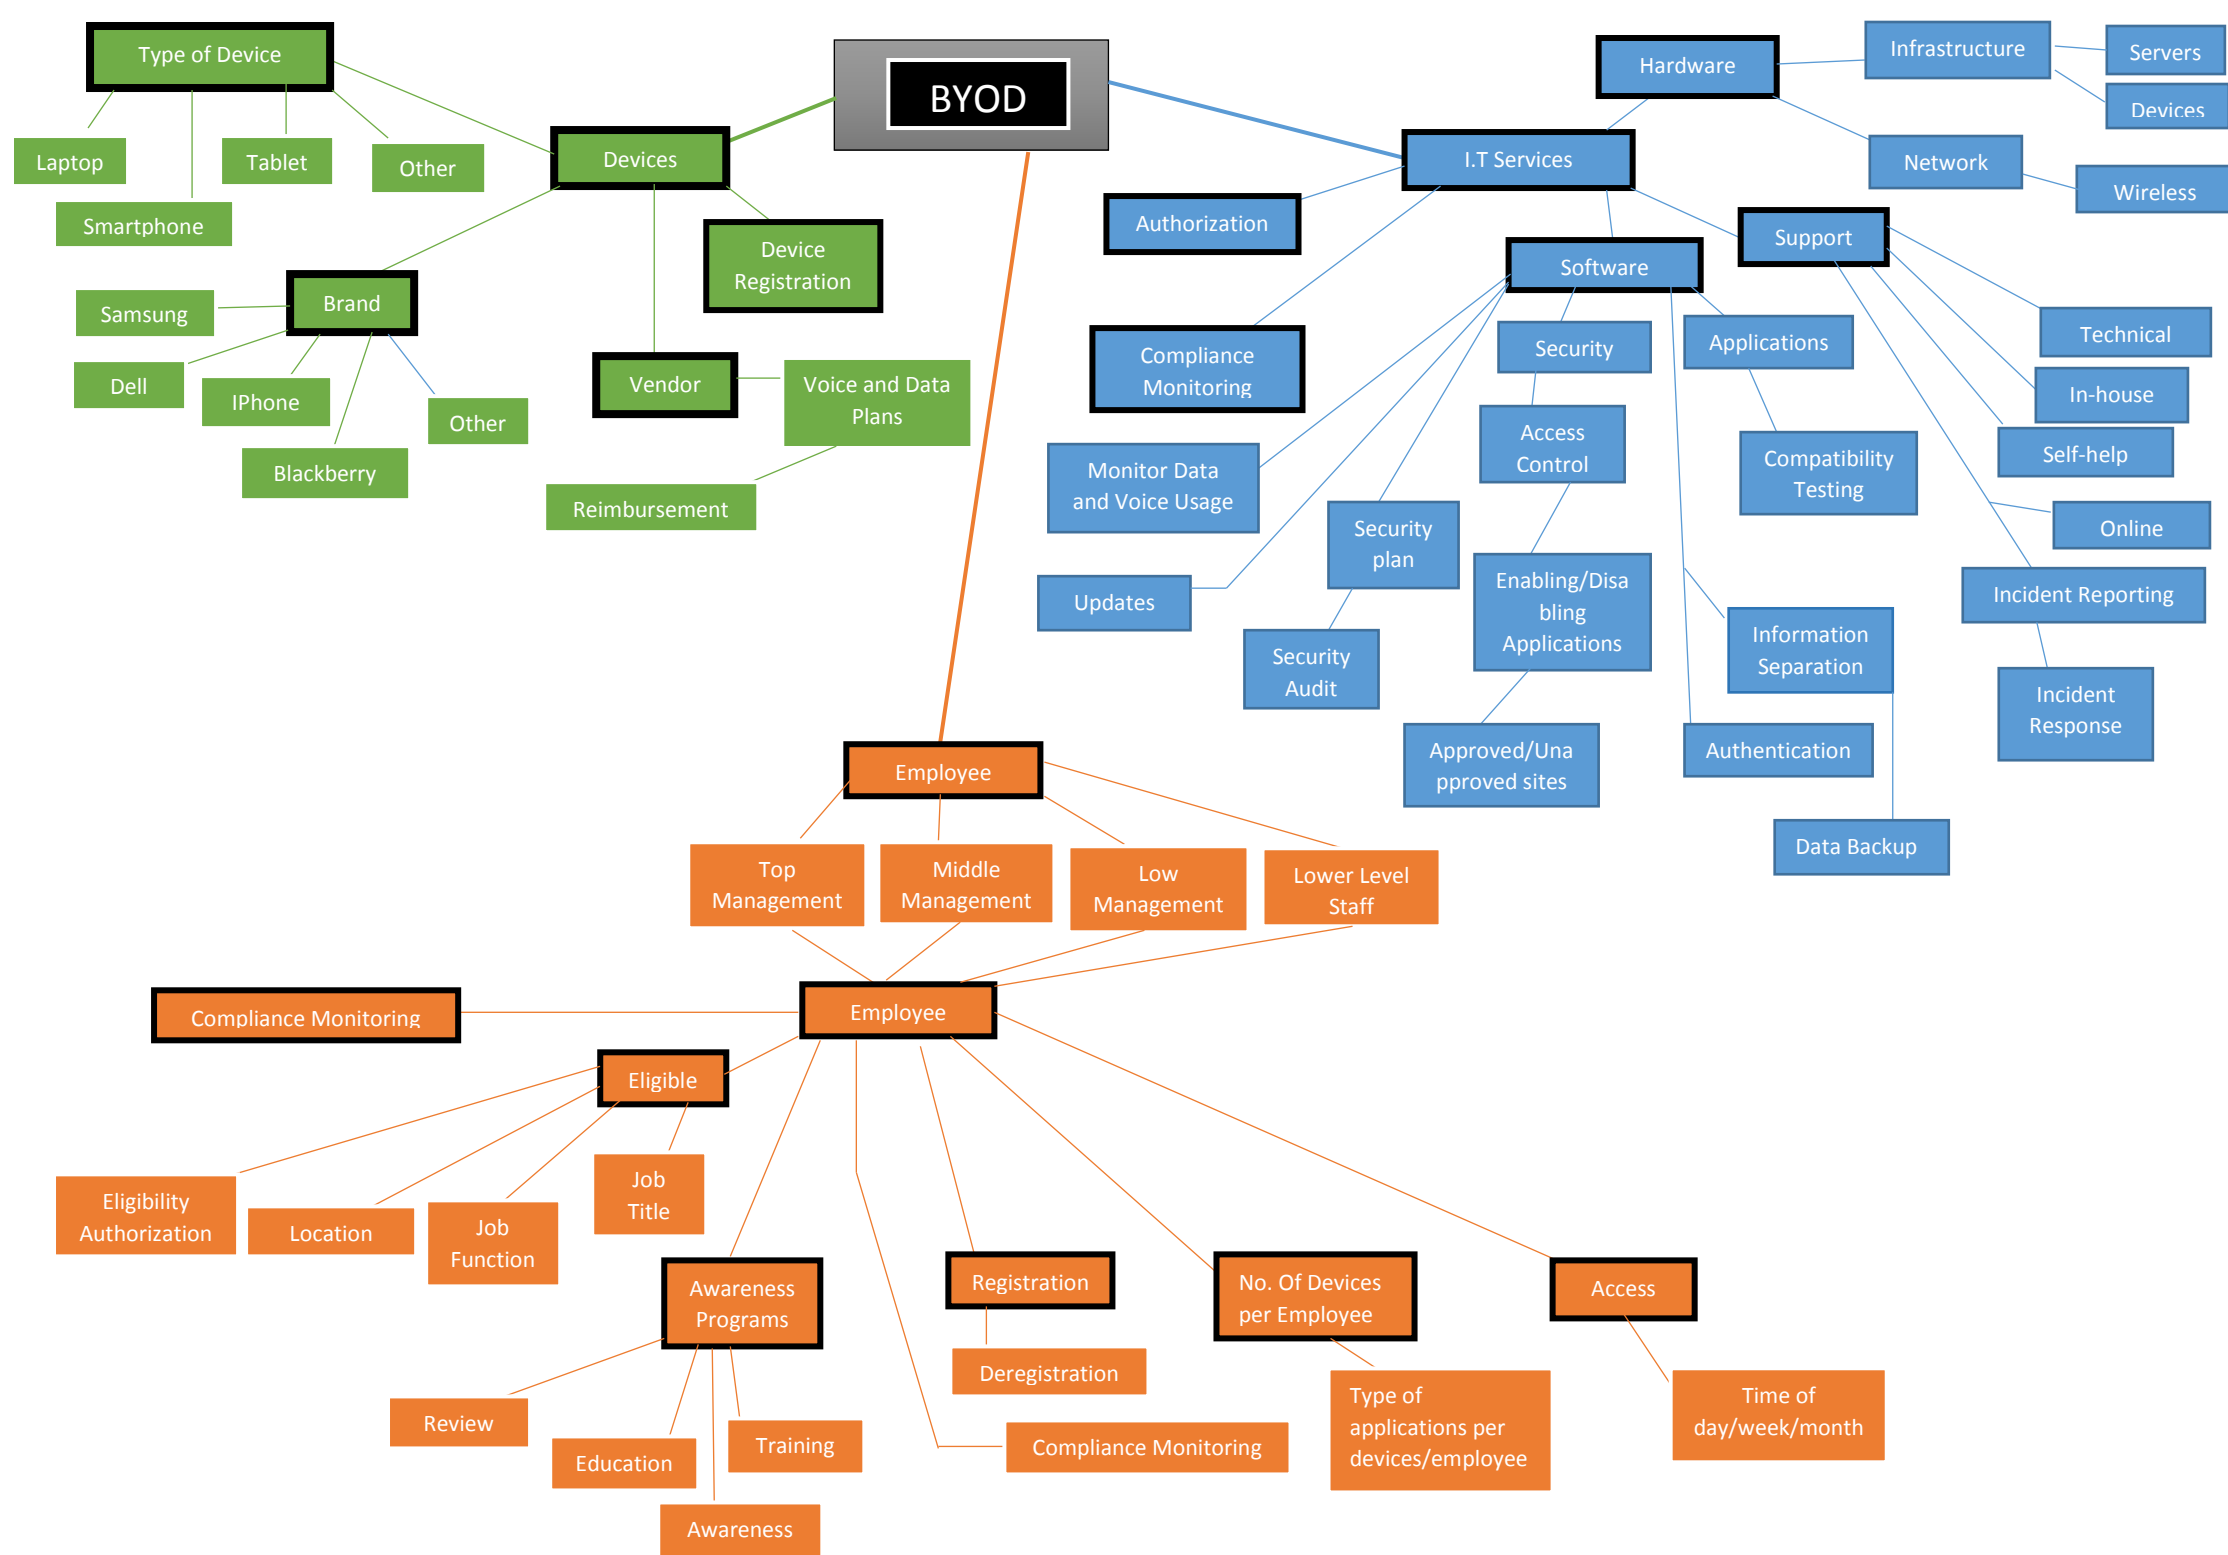 BYOD
Type of Device
Laptop
Smartphone
Tablet
Other
Devices
Device
Registration
Brand
Samsung
Dell
IPhone
Blackberry
Other
Vendor
Voice and Data
Plans
Reimbursement
I.T Services
Hardware
Infrastructure
Servers
Devices
Network
Wireless
Authorization
Compliance
Monitoring
Software
Support
Security
Applications
Technical
In-house
Self-help
Online
Incident Reporting
Incident
Response
Monitor Data
and Voice Usage
Updates
Security
plan
Security
Audit
Access
Control
Enabling/Disa
bling
Applications
Approved/Una
pproved sites
Compatibility
Testing
Information
Separation
Authentication
Data Backup
Employee
Top
Management
Middle
Management
Low
Management
Lower Level
Staff
Employee
Compliance Monitoring
Eligible
Eligibility
Authorization
Location
Job
Function
Job
Title
Awareness
Programs
Review
Education
Awareness
Training
Registration
Deregistration
Compliance Monitoring
No. Of Devices
per Employee
Type of
applications per
devices/employee
Access
Time of
day/week/month